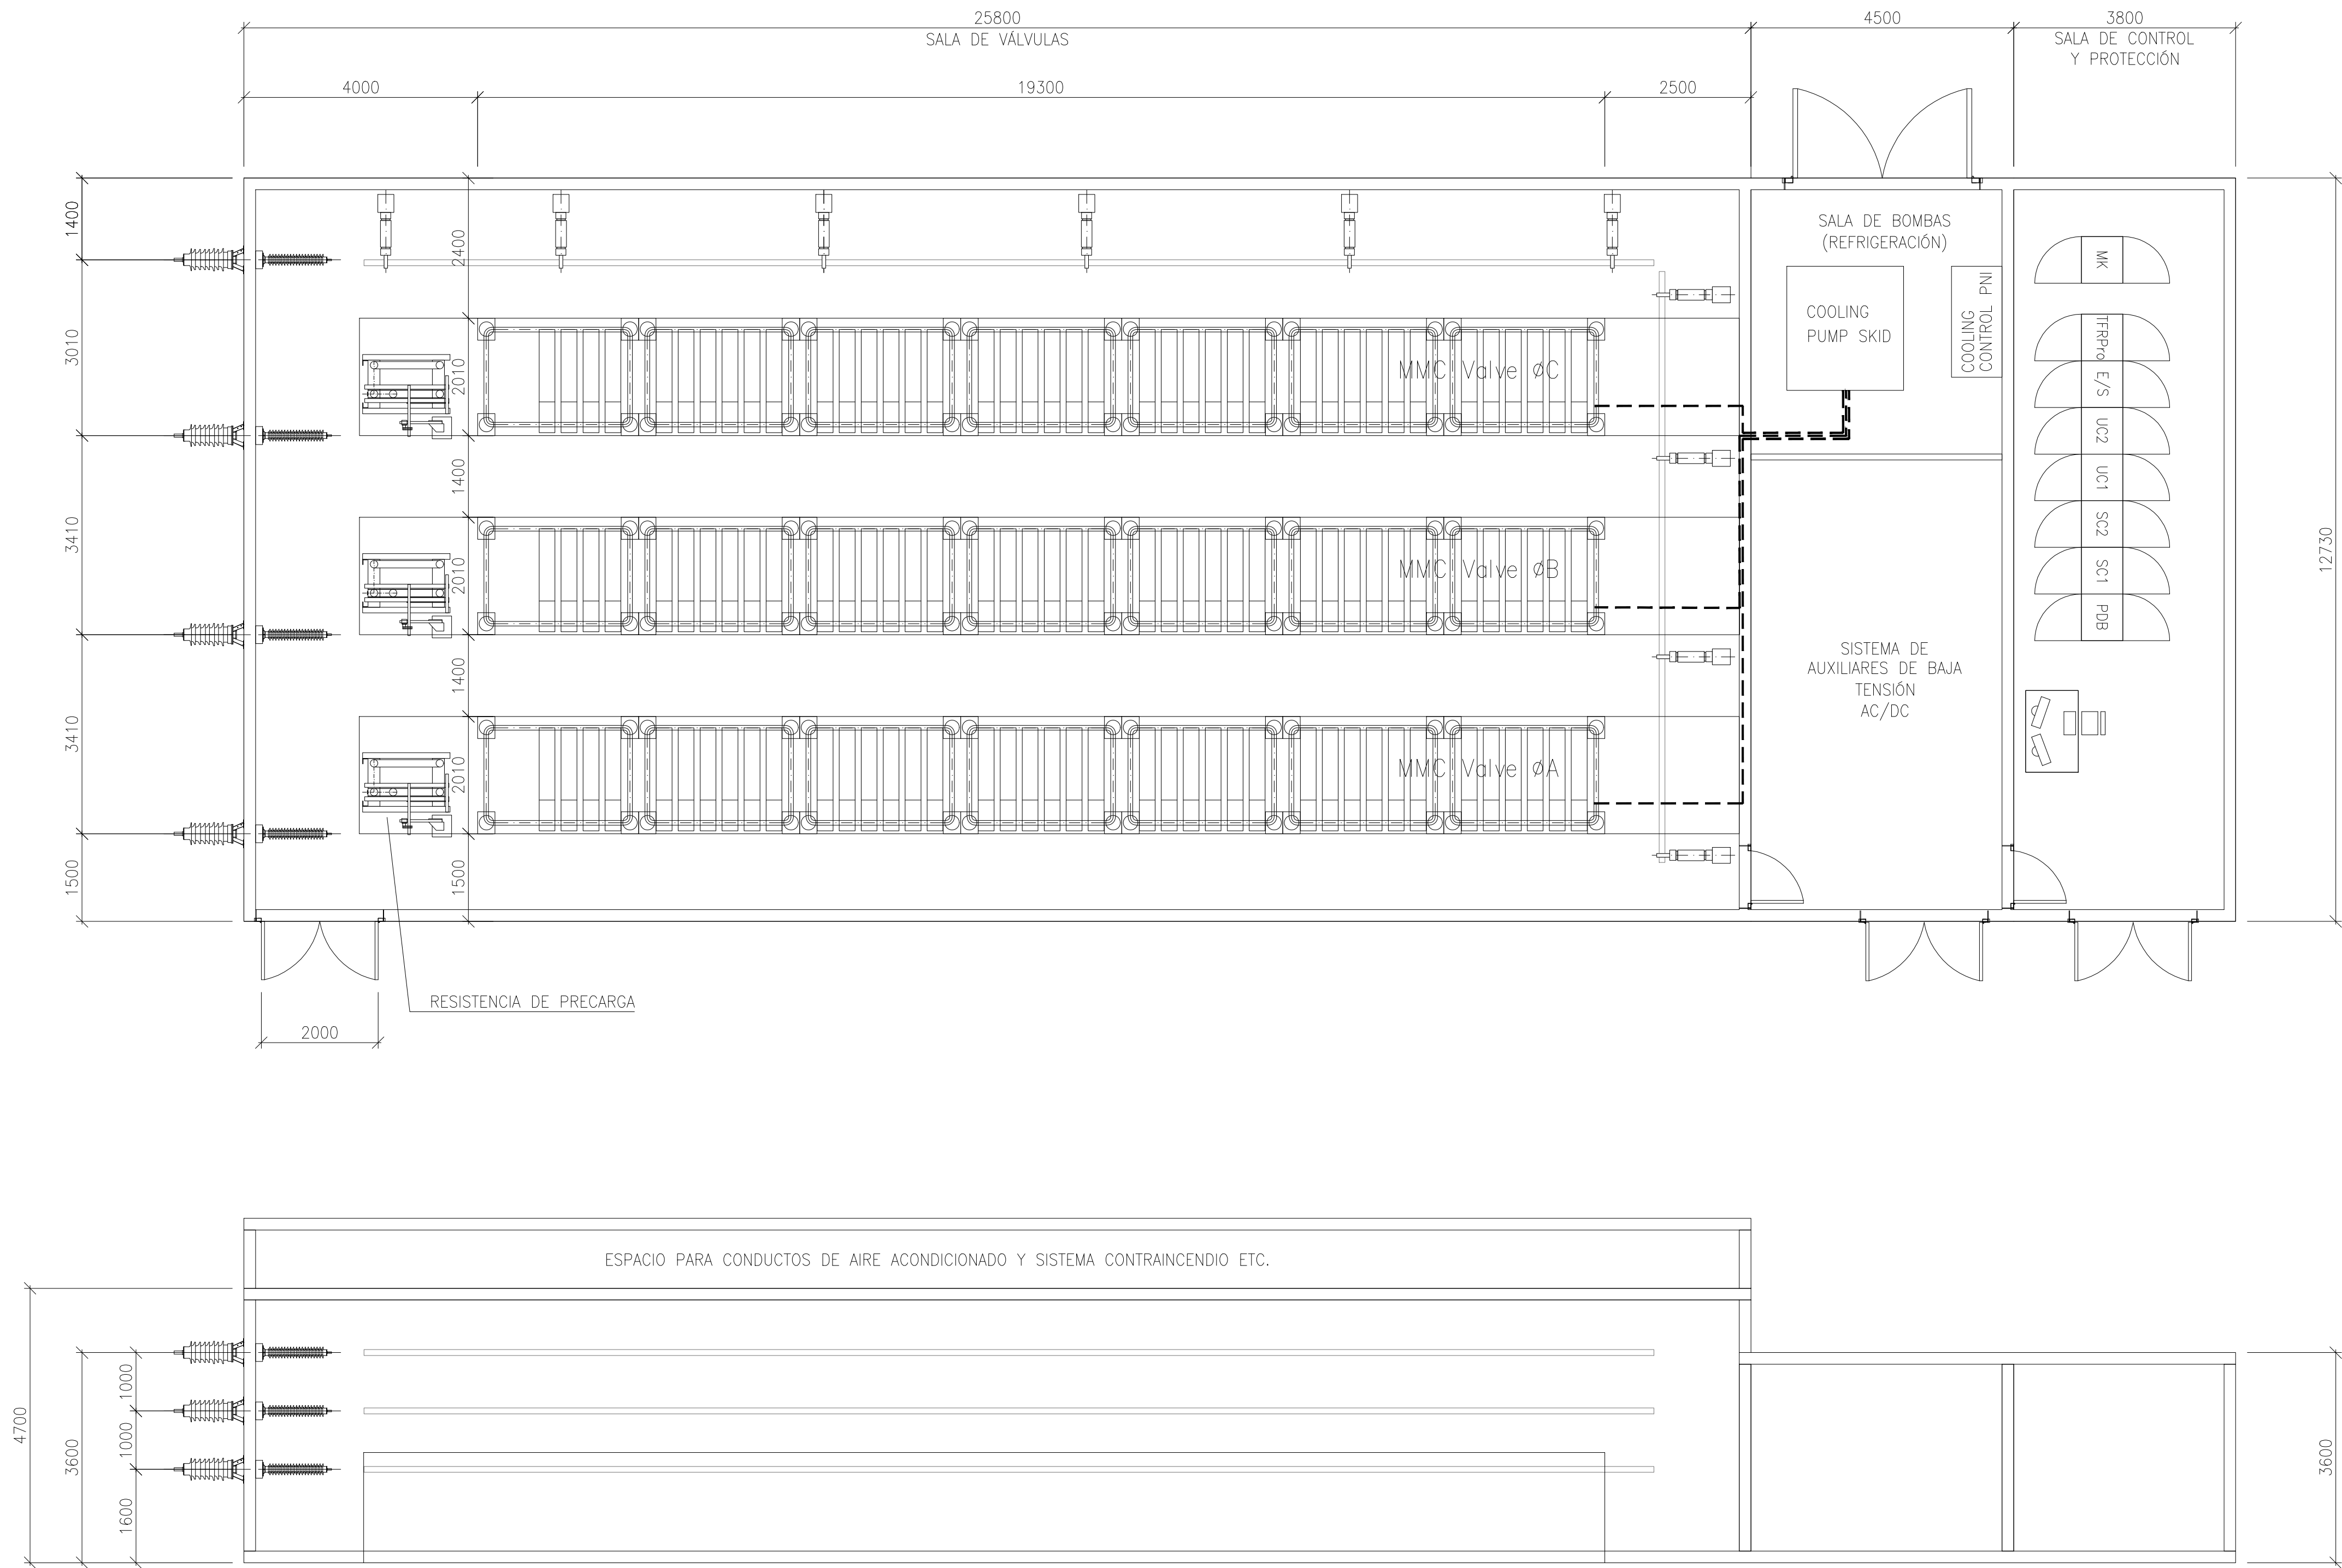 25800
SALA DE VÁLVULAS
4500
3800
SALA DE CONTROL
Y PROTECCIÓN
4000
19300
2500
1400
3010
3410
3410
1500
2400
2010
1400
2010
1400
2010
1500
12730
SALA DE BOMBAS
(REFRIGERACIÓN)
COOLING
PUMP SKID
COOLING
CONTROL PNI
MK
TFRPro
E/S
UC2
UC1
SC2
SC1
PDB
MMC Valve øC
MMC Valve øB
MMC Valve øA
SISTEMA DE
AUXILIARES DE BAJA
TENSIÓN
AC/DC
RESISTENCIA DE PRECARGA
2000
ESPACIO PARA CONDUCTOS DE AIRE ACONDICIONADO Y SISTEMA CONTRAINCENDIO ETC.
4700
3600
1000
1000
1600
3600